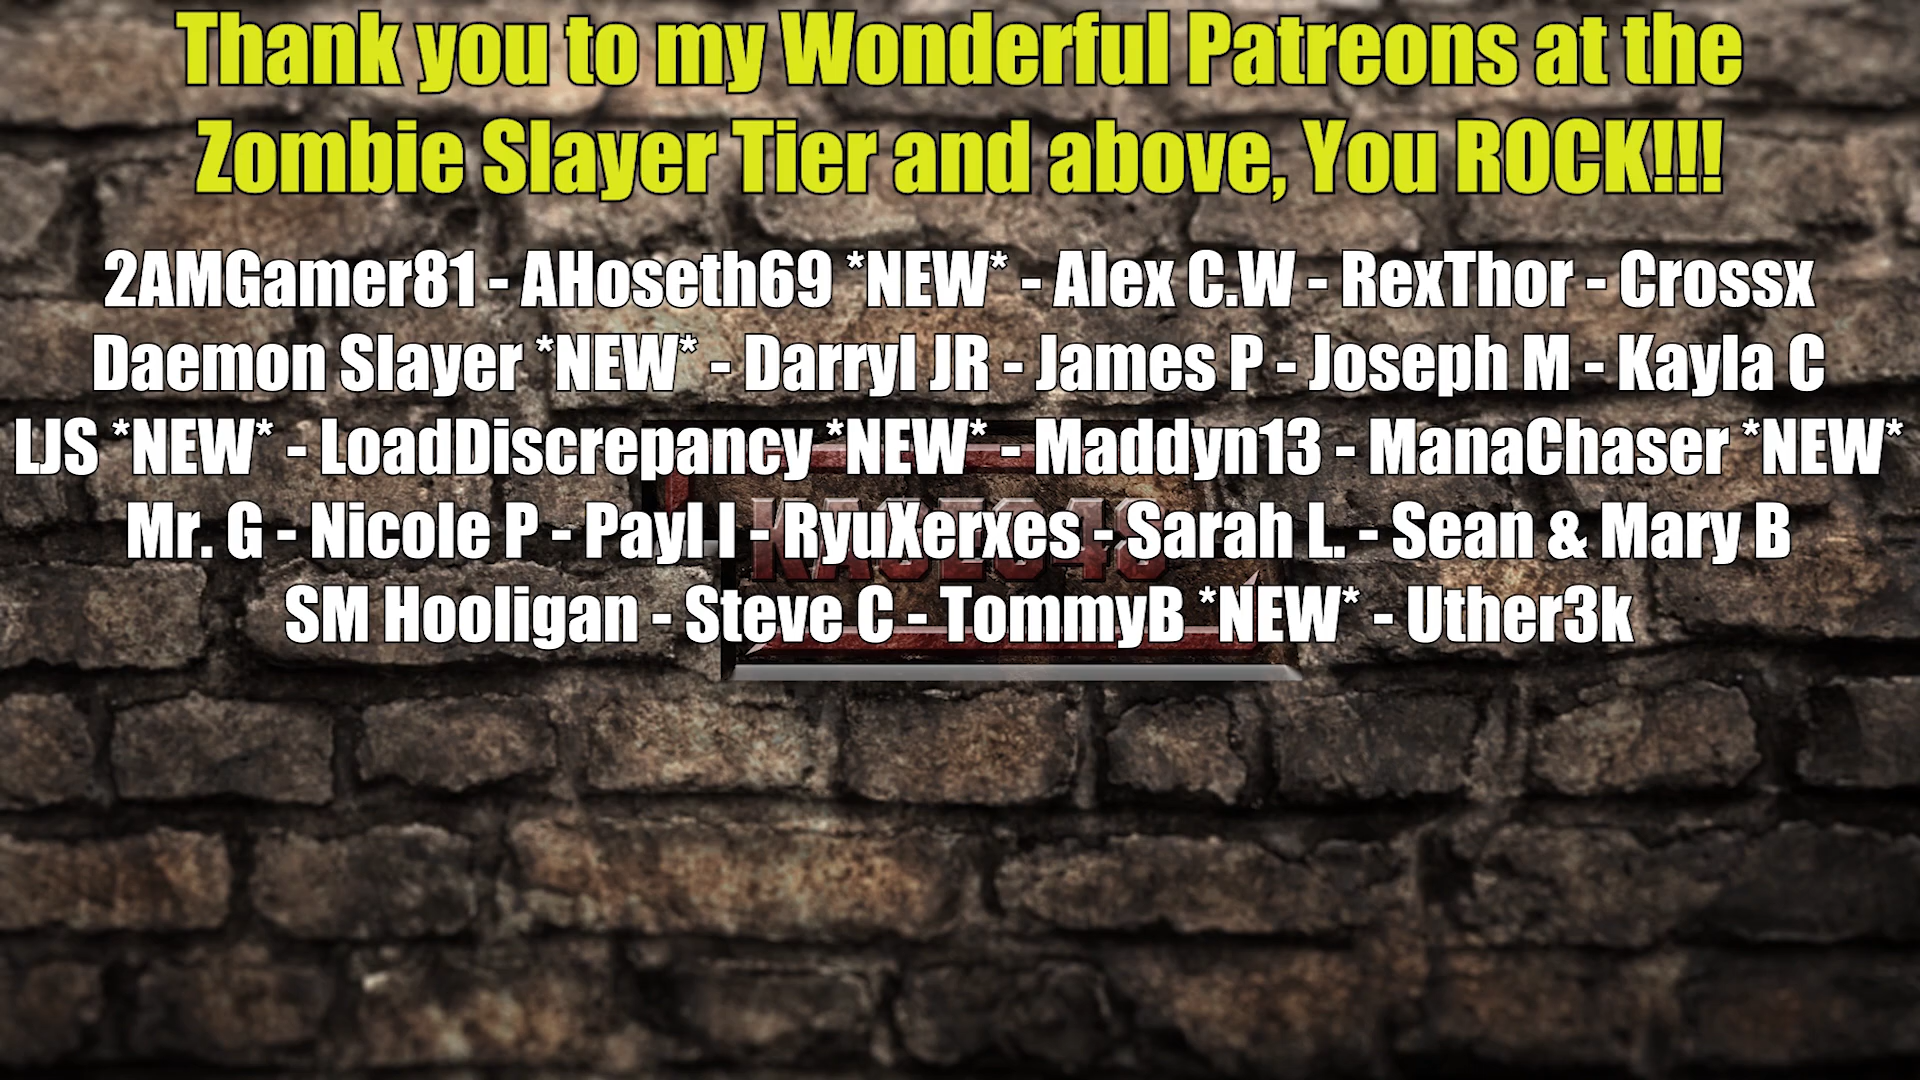 Thank you to my Wonderful Patreons at the
Zombie Slayer Tier and above, You ROCK!!!
2AMGamer81 - AHoseth69 *NEW* - Alex C.W - RexThor - Crossx
Daemon Slayer *NEW* - Darryl JR - James P - Joseph M - Kayla C
LJS *NEW* - LoadDiscrepancy *NEW* - Maddyn13 - ManaChaser *NEW*
Mr. G - Nicole P - Payl I - RyuXerxes - Sarah L. - Sean & Mary B
SM Hooligan - Steve C - TommyB *NEW* - Uther3k